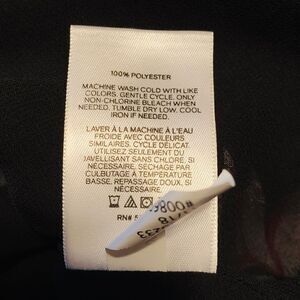 100% POLYESTER
MACHINE WASH COLD WITH LIKE
COLORS. GENTLE CYCLE. ONLY
NON-CHLORINE BLEACH WHEN
NEEDED. TUMBLE DRY LOW. COOL
IRON IF NEEDED.
LAVER À LA MACHINE À L'EAU
FROIDE AVEC COULEURS
SIMILAIRES. CYCLE DÉLICAT.
UTILISEZ SEULEMENT DU
JAVELLISANT SANS CHLORE, SI
NÉCESSAIRE. SÉCHAGE PAR
CULBUTAGE À TEMPÉRATURE
BASSE. REPASSAGE DOUX, SI
NÉCESSAIRE.
RN#